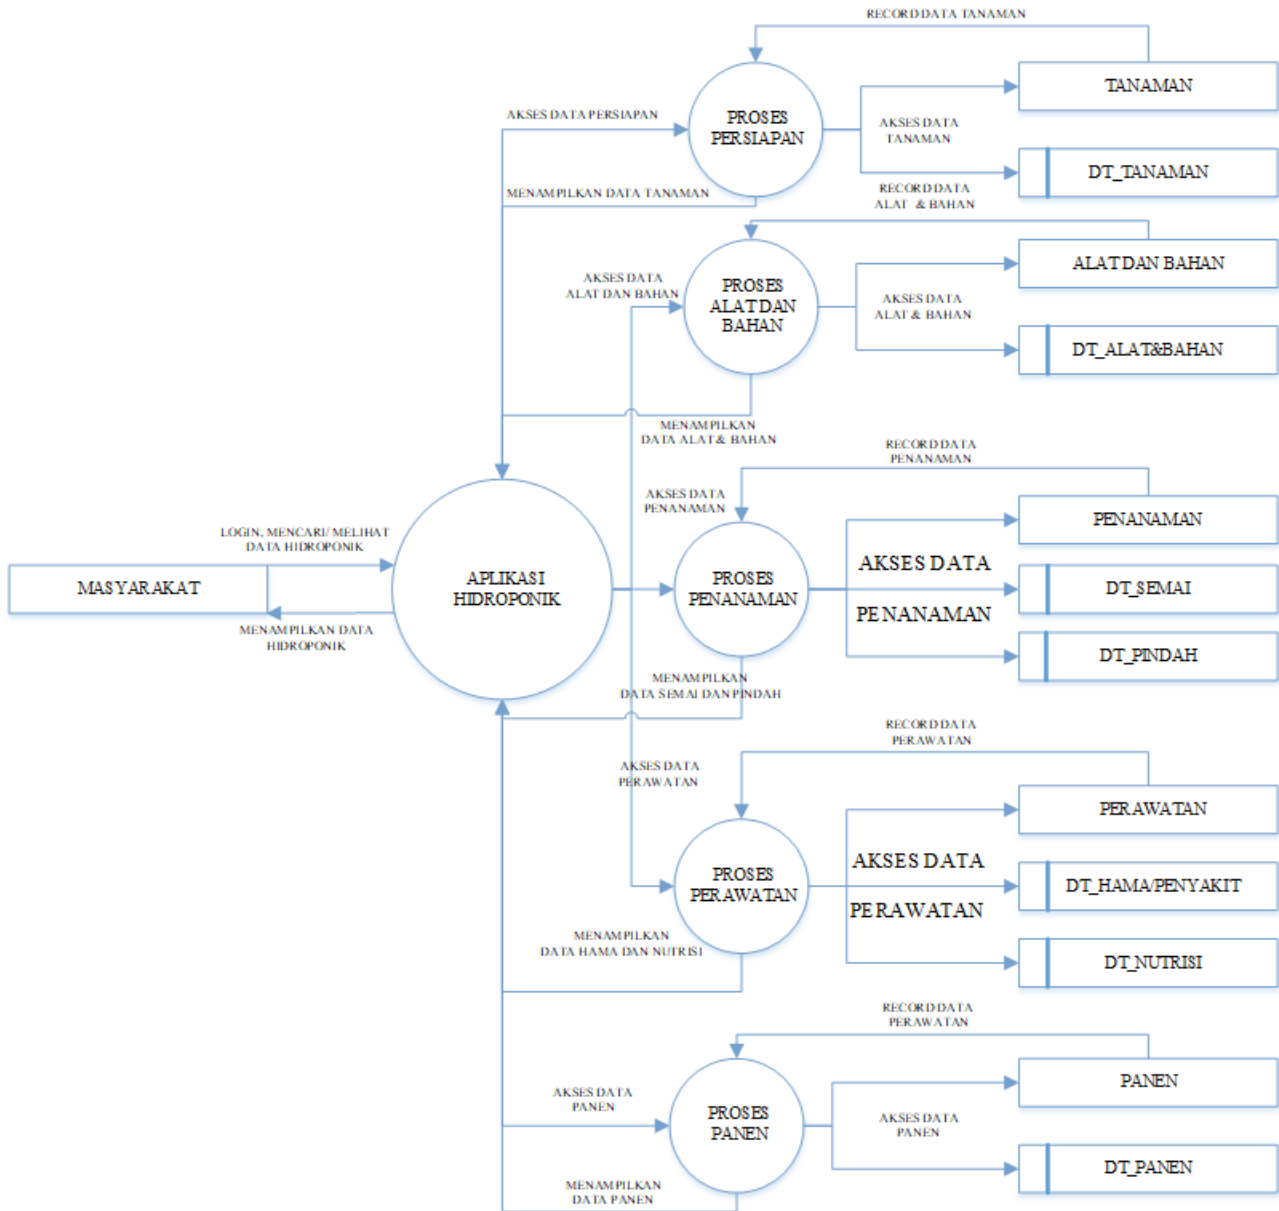 RECORD DATA TANAMAN
TANAMAN
AKSES DATA PERSIAPAN
PROSES
PERSIAPAN
AKSES DATA
TANAMAN
DT_TANAMAN
MENAMPILKAN DATA TANAMAN
RECORD DATA
ALAT & BAHAN
ALAT DAN BAHAN
AKSES DATA
ALAT DAN BAHAN
PROSES
ALAT DAN
BAHAN
AKSES DATA
ALAT & BAHAN
DT_ALAT&BAHAN
MENAMPILKAN
DATA ALAT & BAHAN
RECORD DATA
PENANAMAN
AKSES DATA
PENANAMAN
PENANAMAN
LOGIN, MENCARI/ MELIHAT
DATA HIDROPONIK
MASYARAKAT
MENAMPILKAN DATA
HIDROPONIK
APLIKASI
HIDROPONIK
PROSES
PENANAMAN
AKSES DATA
PENANAMAN
DT_SEMAI
DT_PINDAH
MENAMPILKAN
DATA SEMAI DAN PINDAH
RECORD DATA
PERAWATAN
AKSES DATA
PERAWATAN
PERAWATAN
PROSES
PERAWATAN
AKSES DATA
PERAWATAN
DT_HAMA/PENYAKIT
MENAMPILKAN
DATA HAMA DAN NUTRISI
DT_NUTRISI
RECORD DATA
PERAWATAN
PANEN
AKSES DATA
PANEN
PROSES
PANEN
AKSES DATA
PANEN
DT_PANEN
MENAMPILKAN
DATA PANEN